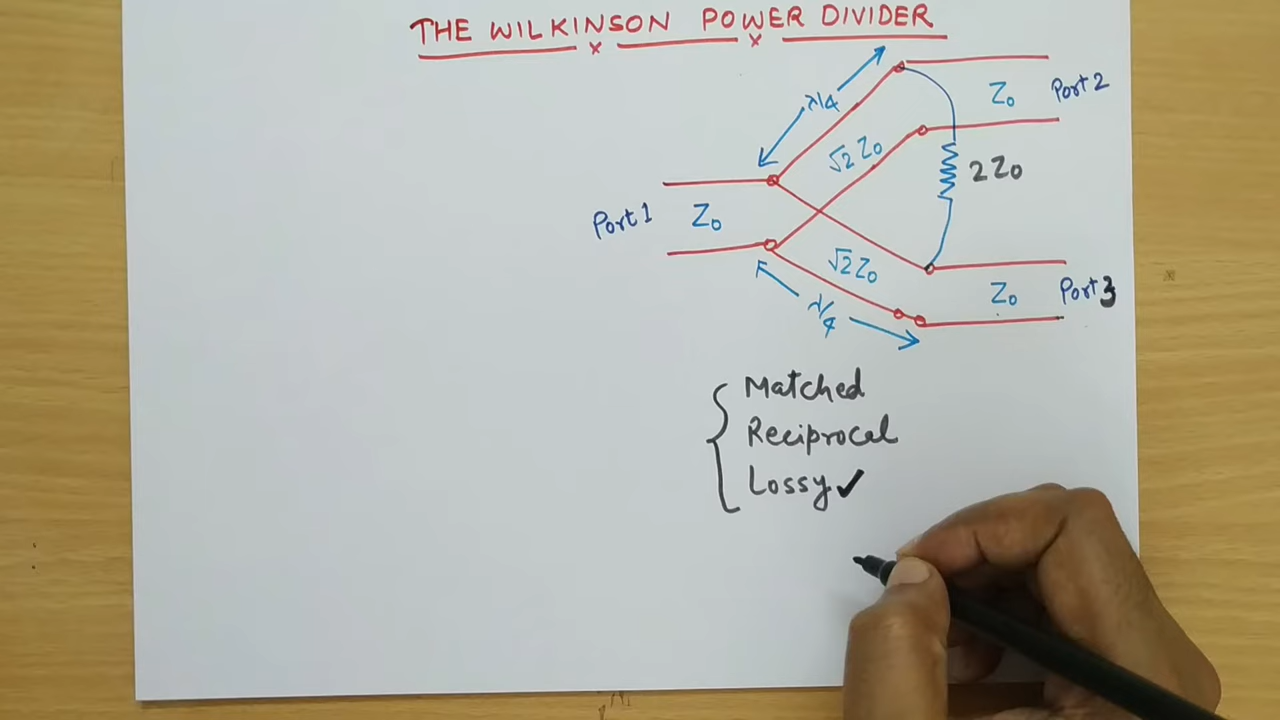 THE WILKINSON POWER DIVIDER
λ/4
Z₀ Port 2
√2 Z₀
2Z₀
Port 1 Z₀
√2 Z₀
Z₀ Port 3
λ/4
Matched
Reciprocal
Lossy ✓